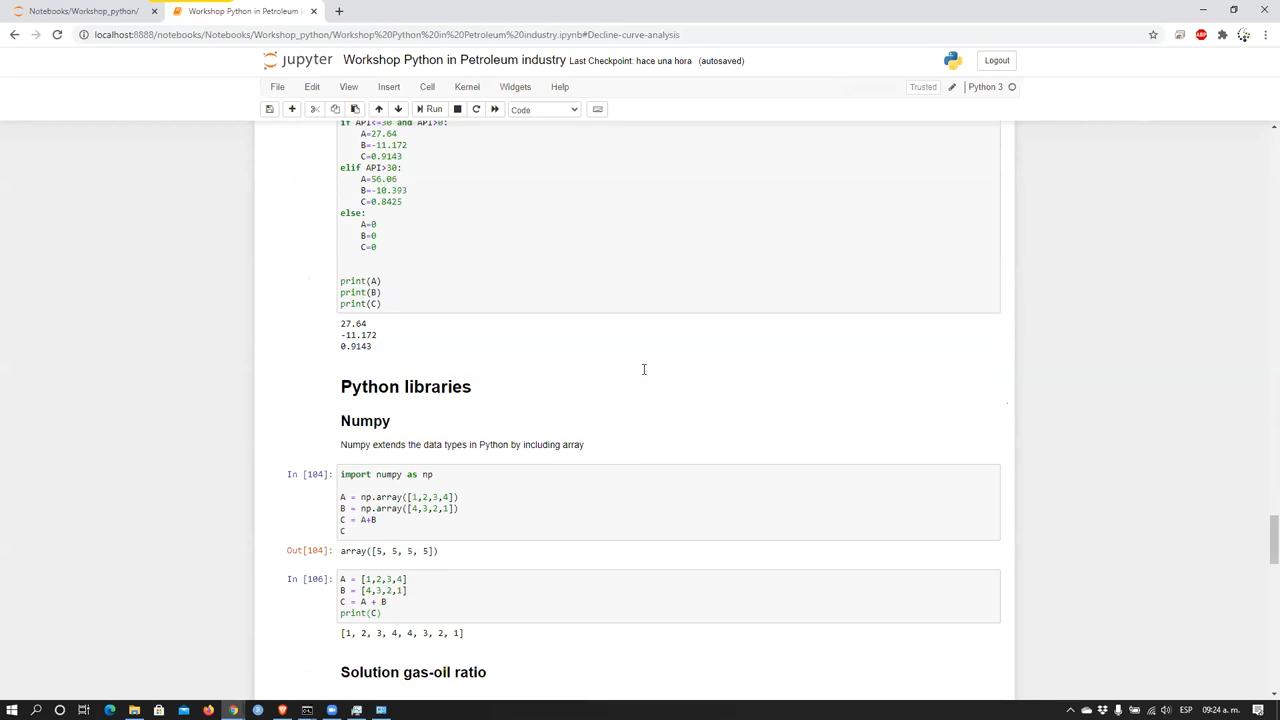 Notebooks/Workshop_python/
Workshop Python in Petroleum ind
localhost:8888/notebooks/Notebooks/Workshop_python/Workshop%20Python%20in%20Petroleum%20industry.ipynb#Decline-curve-analysis
jupyter Workshop Python in Petroleum industry Last Checkpoint: hace una hora (autosaved)
Logout
File Edit View Insert Cell Kernel Widgets Help
Trusted Python 3
Run Code
if API<=30 and API>0:
A=27.64
B=-11.172
C=0.9143
elif API>30:
A=56.06
B=-10.393
C=0.8425
else:
A=0
B=0
C=0
print(A)
print(B)
print(C)
27.64
-11.172
0.9143
Python libraries
Numpy
Numpy extends the data types in Python by including array
In [104]: import numpy as np
A = np.array([1,2,3,4])
B = np.array([4,3,2,1])
C = A+B
C
Out[104]: array([5, 5, 5, 5])
In [106]: A = [1,2,3,4]
B = [4,3,2,1]
C = A + B
print(C)
[1, 2, 3, 4, 4, 3, 2, 1]
Solution gas-oil ratio
ESP 09:24 a. m.